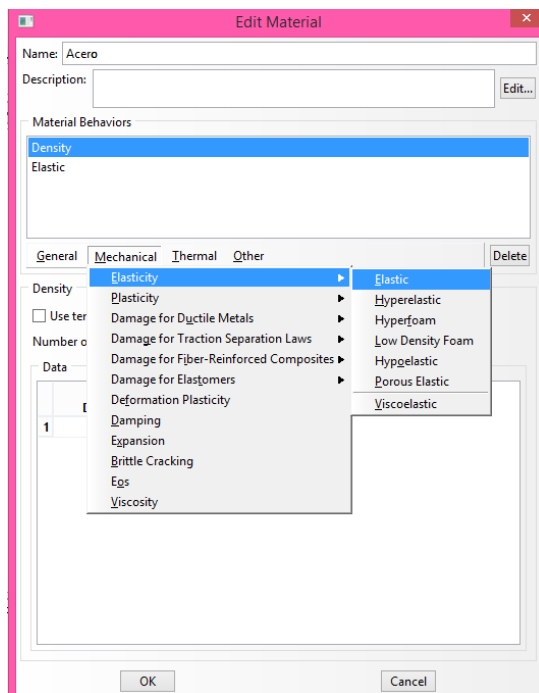 Edit Material
Name: Acero
Description:
Edit...
Material Behaviors
Density
Elastic
General Mechanical Thermal Other Delete
Elasticity
Plasticity
Damage for Ductile Metals
Damage for Traction Separation Laws
Damage for Fiber-Reinforced Composites
Damage for Elastomers
Deformation Plasticity
Damping
Expansion
Brittle Cracking
Eos
Viscosity
Elastic
Hyperelastic
Hyperfoam
Low Density Foam
Hypoelastic
Porous Elastic
Viscoelastic
Density
Use
Number
Data
1
OK Cancel